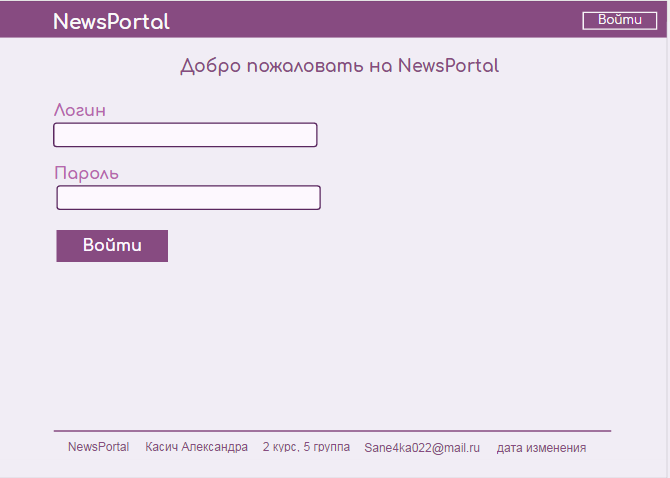 NewsPortal Войти
Добро пожаловать на NewsPortal
Логин
Пароль
Войти
NewsPortal Касич Александра 2 курс, 5 группа Sane4ka022@mail.ru дата изменения